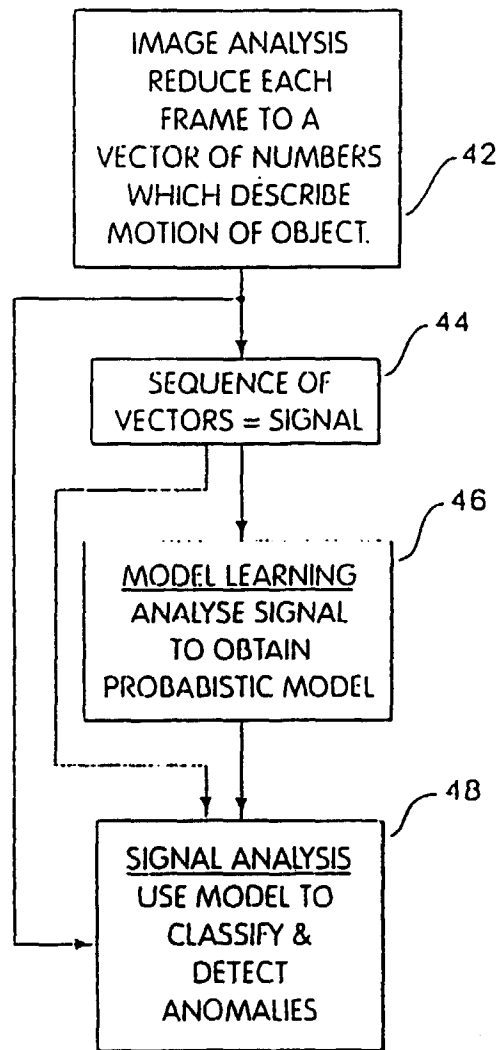 IMAGE ANALYSIS
REDUCE EACH
FRAME TO A
VECTOR OF NUMBERS
WHICH DESCRIBE
MOTION OF OBJECT.
42
44
SEQUENCE OF
VECTORS = SIGNAL
46
MODEL LEARNING
ANALYSE SIGNAL
TO OBTAIN
PROBABISTIC MODEL
48
SIGNAL ANALYSIS
USE MODEL TO
CLASSIFY &
DETECT
ANOMALIES